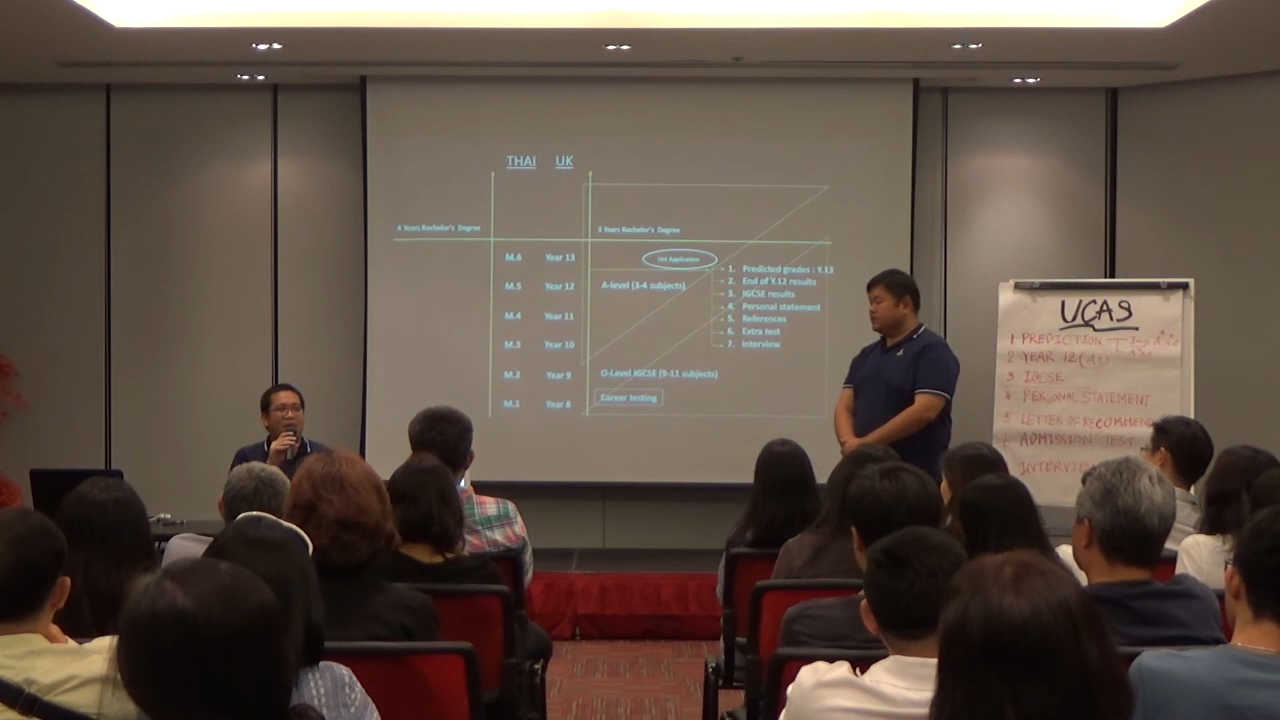 THAI UK
4 Years Bachelor's Degree
3 Years Bachelor's Degree
M.6 Year 13
Uni Application
M.5 Year 12
A-level (3-4 subjects)
M.4 Year 11
M.3 Year 10
M.2 Year 9
O-Level IGCSE (9-11 subjects)
M.1 Year 8
Career testing
1. Predicted grades : Y.13
2. End of Y.12 results
3. IGCSE results
4. Personal statement
5. References
6. Extra test
7. Interview
UCAS
1 PREDICTION
2 YEAR 12 (AS)
3 IGCSE
4 PERSONAL STATEMENT
5 LETTER OF RECOMMEN
6 ADMISSION TEST